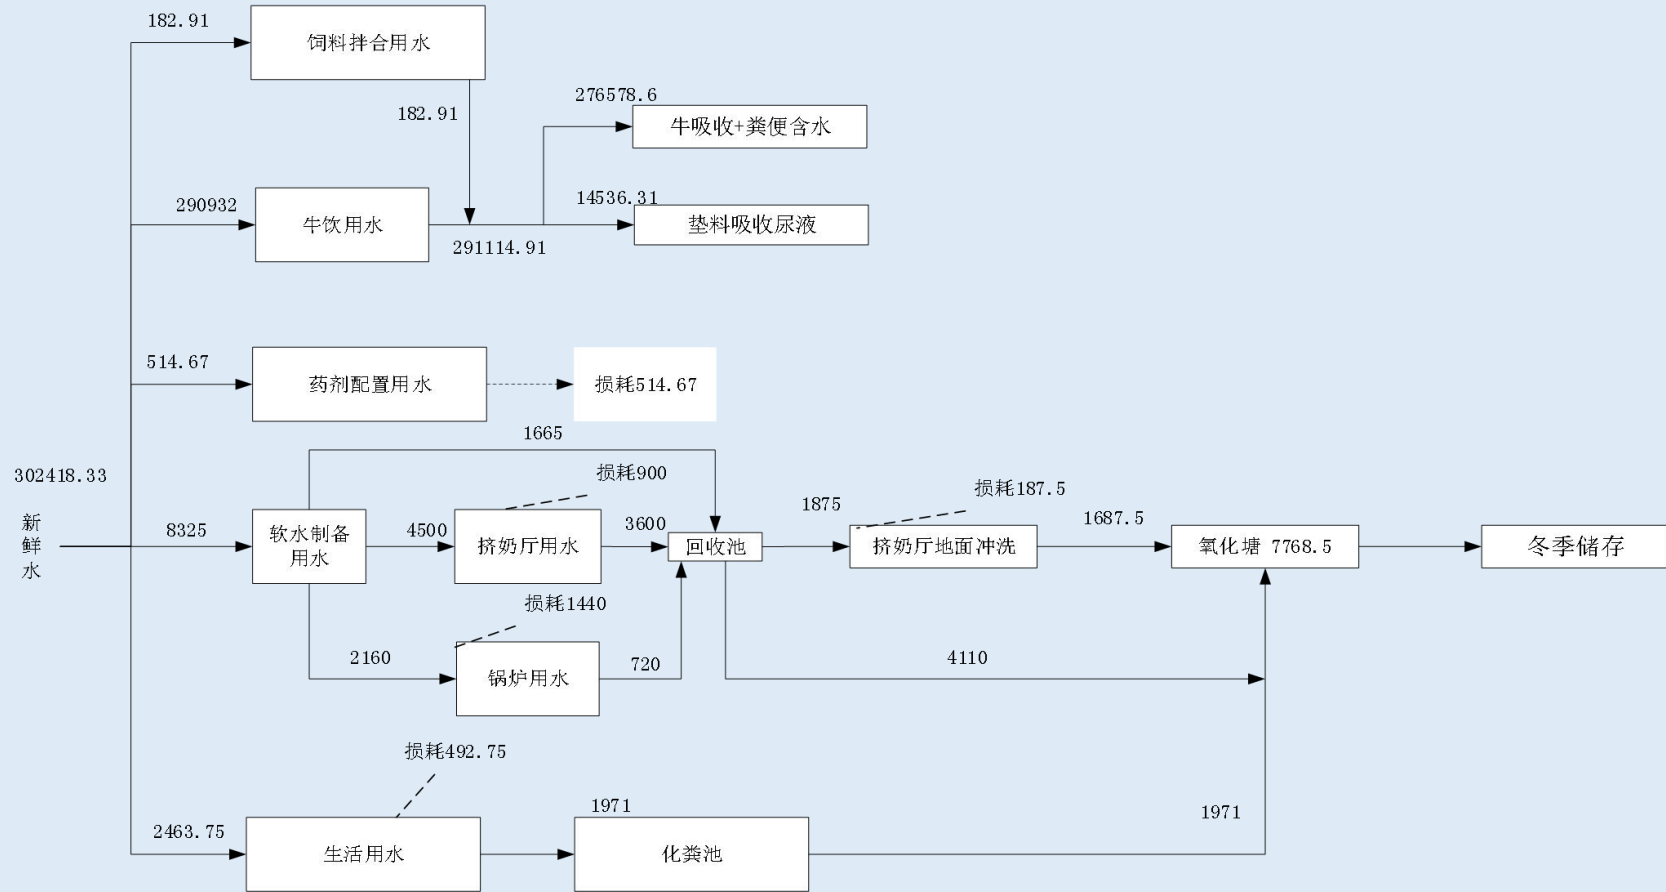 182.91
饲料拌合用水
276578.6
182.91
牛吸收+粪便含水
290932
14536.31
牛饮用水
垫料吸收尿液
291114.91
514.67
药剂配置用水
损耗514.67
1665
302418.33
损耗900
损耗187.5
新
鲜
水
8325
软水制备
用水
4500
挤奶厅用水
3600
回收池
1875
挤奶厅地面冲洗
1687.5
氧化塘 7768.5
冬季储存
损耗1440
2160
锅炉用水
720
4110
损耗492.75
2463.75
生活用水
1971
化粪池
1971